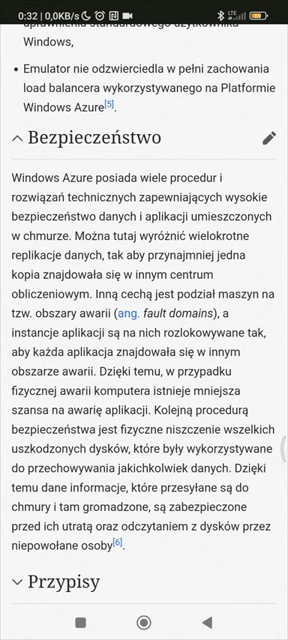 0:32 | 0,0KB/s
uprawnienia standardowego użytkownika
Windows,
• Emulator nie odzwierciedla w pełni zachowania
load balancera wykorzystywanego na Platformie
Windows Azure[5].
Bezpieczeństwo
Windows Azure posiada wiele procedur i
rozwiązań technicznych zapewniających wysokie
bezpieczeństwo danych i aplikacji umieszczonych
w chmurze. Można tutaj wyróżnić wielokrotne
replikacje danych, tak aby przynajmniej jedna
kopia znajdowała się w innym centrum
obliczeniowym. Inną cechą jest podział maszyn na
tzw. obszary awarii (ang. fault domains), a
instancje aplikacji są na nich rozlokowywane tak,
aby każda aplikacja znajdowała się w innym
obszarze awarii. Dzięki temu, w przypadku
fizycznej awarii komputera istnieje mniejsza
szansa na awarię aplikacji. Kolejną procedurą
bezpieczeństwa jest fizyczne niszczenie wszelkich
uszkodzonych dysków, które były wykorzystywane
do przechowywania jakichkolwiek danych. Dzięki
temu dane informacje, które przesyłane są do
chmury i tam gromadzone, są zabezpieczone
przed ich utratą oraz odczytaniem z dysków przez
niepowołane osoby[6].
Przypisy